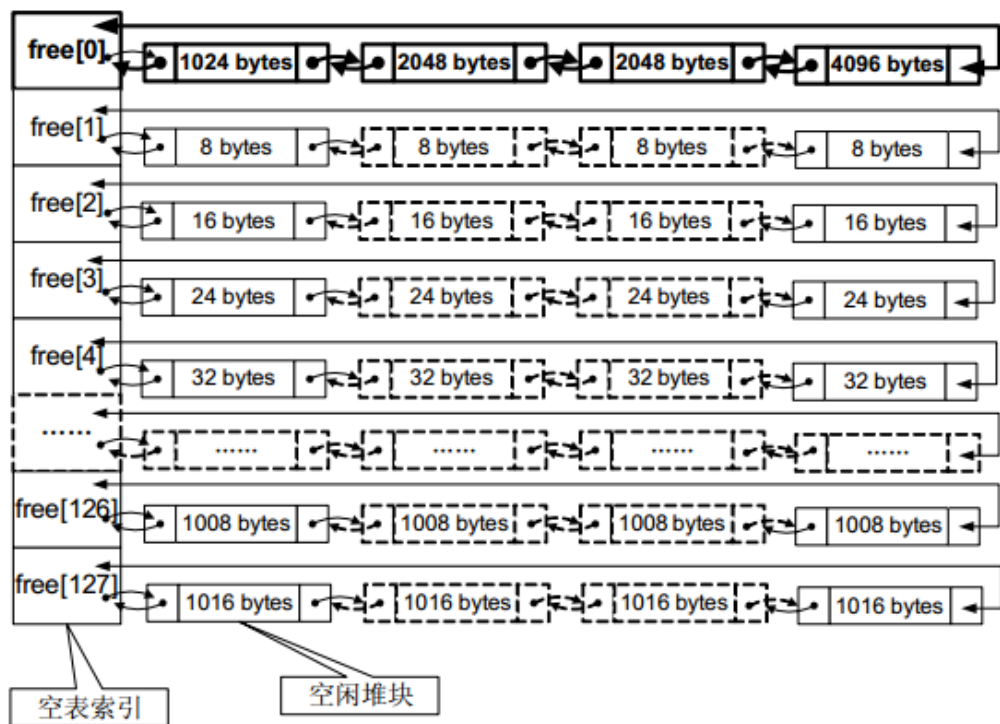 free[0] 1024 bytes 2048 bytes 2048 bytes 4096 bytes
free[1] 8 bytes 8 bytes 8 bytes 8 bytes
free[2] 16 bytes 16 bytes 16 bytes 16 bytes
free[3] 24 bytes 24 bytes 24 bytes 24 bytes
free[4] 32 bytes 32 bytes 32 bytes 32 bytes
…… …… …… …… ……
free[126] 1008 bytes 1008 bytes 1008 bytes 1008 bytes
free[127] 1016 bytes 1016 bytes 1016 bytes 1016 bytes
空表索引 空闲堆块